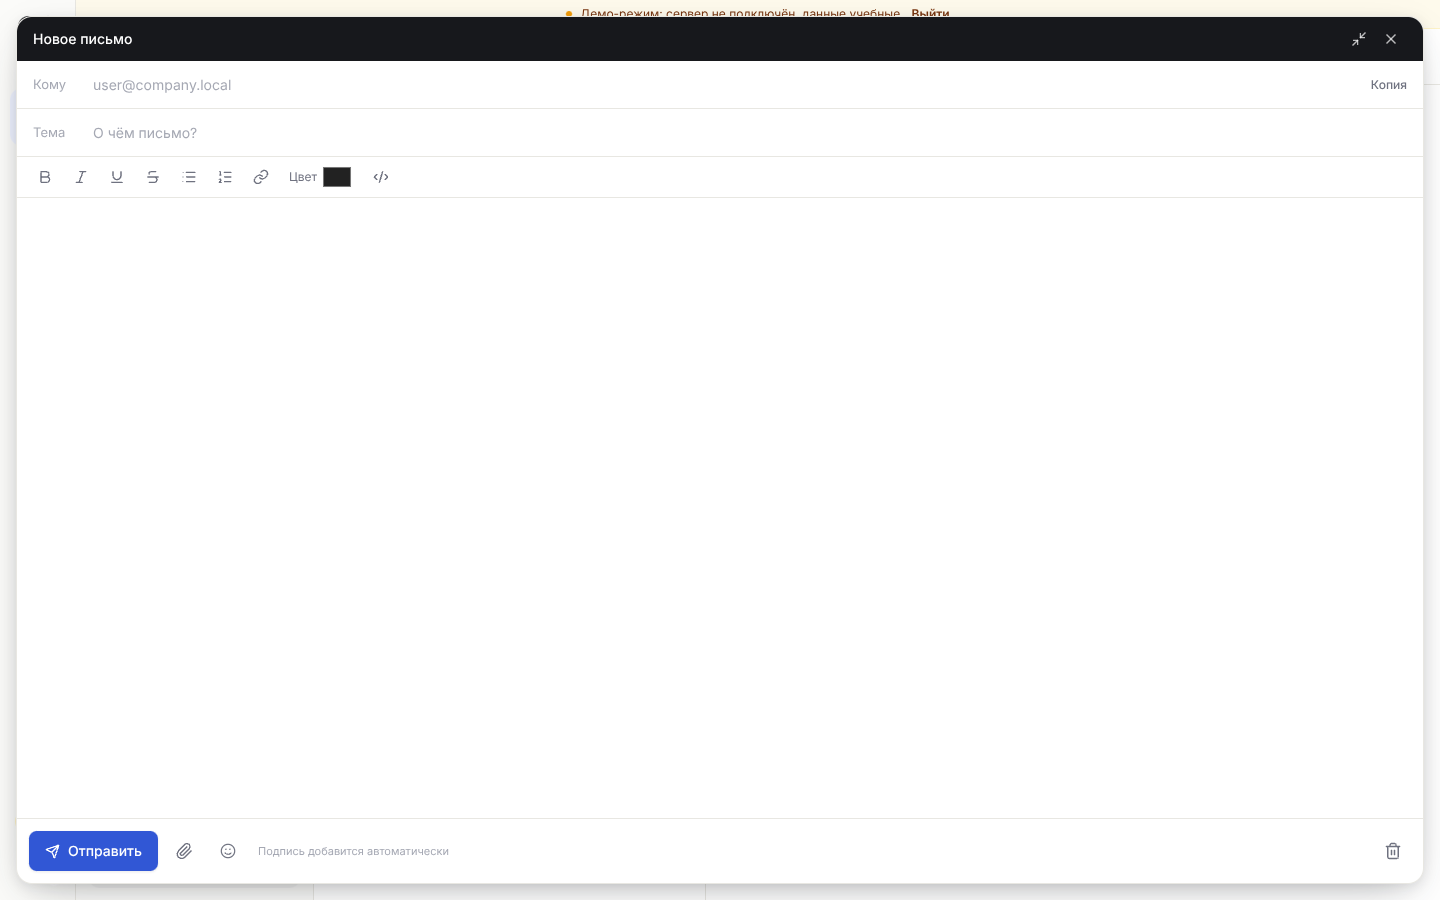 Демо-режим: сервер не подключён, данные учебные. Выйти
Новое письмо
Кому user@company.local Копия
Тема О чём письмо?
Цвет
Отправить Подпись добавится автоматически